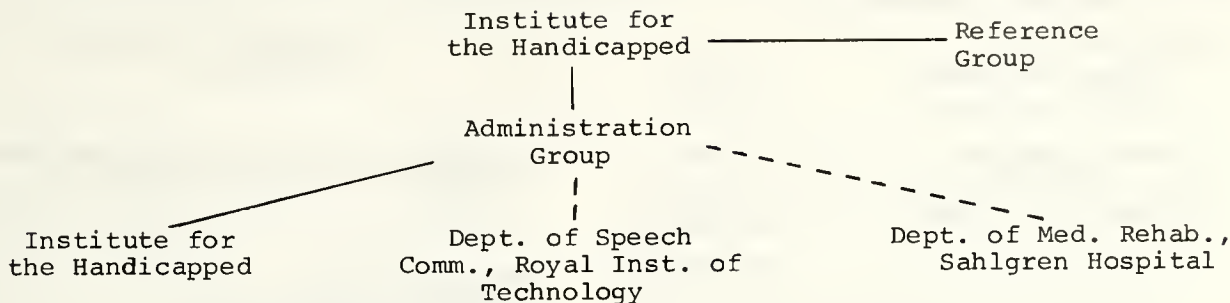 Institute for
the Handicapped
Reference
Group
Administration
Group
Institute for
the Handicapped
Dept. of Speech
Comm., Royal Inst. of
Technology
Dept. of Med. Rehab.,
Sahlgren Hospital